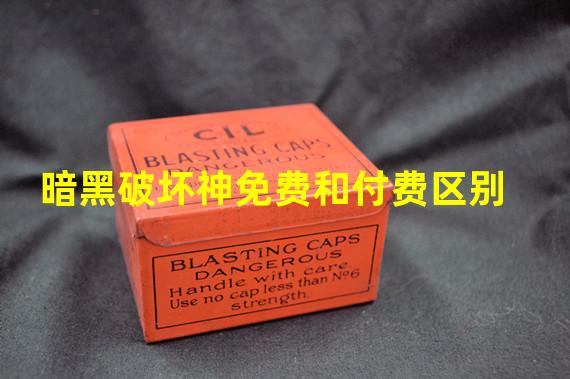 CIL
BLASTING CAPS
DANGEROUS
暗黑破坏神免费和付费区别
BLASTING CAPS
DANGEROUS
Handle with care
Use no cap less than Nº6
strength.